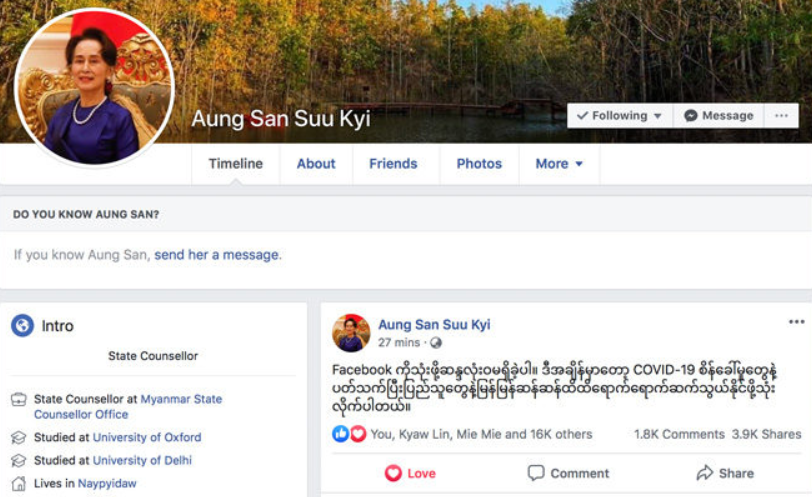 Aung San Suu Kyi
Following
Message
Timeline
About
Friends
Photos
More
DO YOU KNOW AUNG SAN?
If you know Aung San, send her a message.
Intro
State Counsellor
State Counsellor at Myanmar State
Counsellor Office
Studied at University of Oxford
Studied at University of Delhi
Lives in Naypyidaw
Aung San Suu Kyi
27 mins ·
Facebook ကိုသုံးဖို့ဆန္ဒလုံးဝမရှိခဲ့ပါ။ ဒီအချိန်မှာတော့ COVID-19 စိန်ခေါ်မှုတွေနဲ့
ပတ်သက်ပြီးပြည်သူတွေနဲ့မြန်မြန်ဆန်ဆန်ထိထိရောက်ရောက်ဆက်သွယ်နိုင်ဖို့သုံး
လိုက်ပါတယ်။
You, Kyaw Lin, Mie Mie and 16K others
1.8K Comments 3.9K Shares
Love
Comment
Share